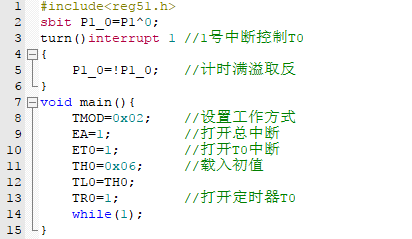 1 #include<reg51.h>
2 sbit P1_0=P1^0;
3 turn()interrupt 1 //1号中断控制T0
4 {
5 P1_0=!P1_0; //计时满溢取反
6 }
7 void main(){
8 TMOD=0x02; //设置工作方式
9 EA=1; //打开总中断
10 ET0=1; //打开T0中断
11 TH0=0x06; //载入初值
12 TL0=TH0;
13 TR0=1; //打开定时器T0
14 while(1);
15 }